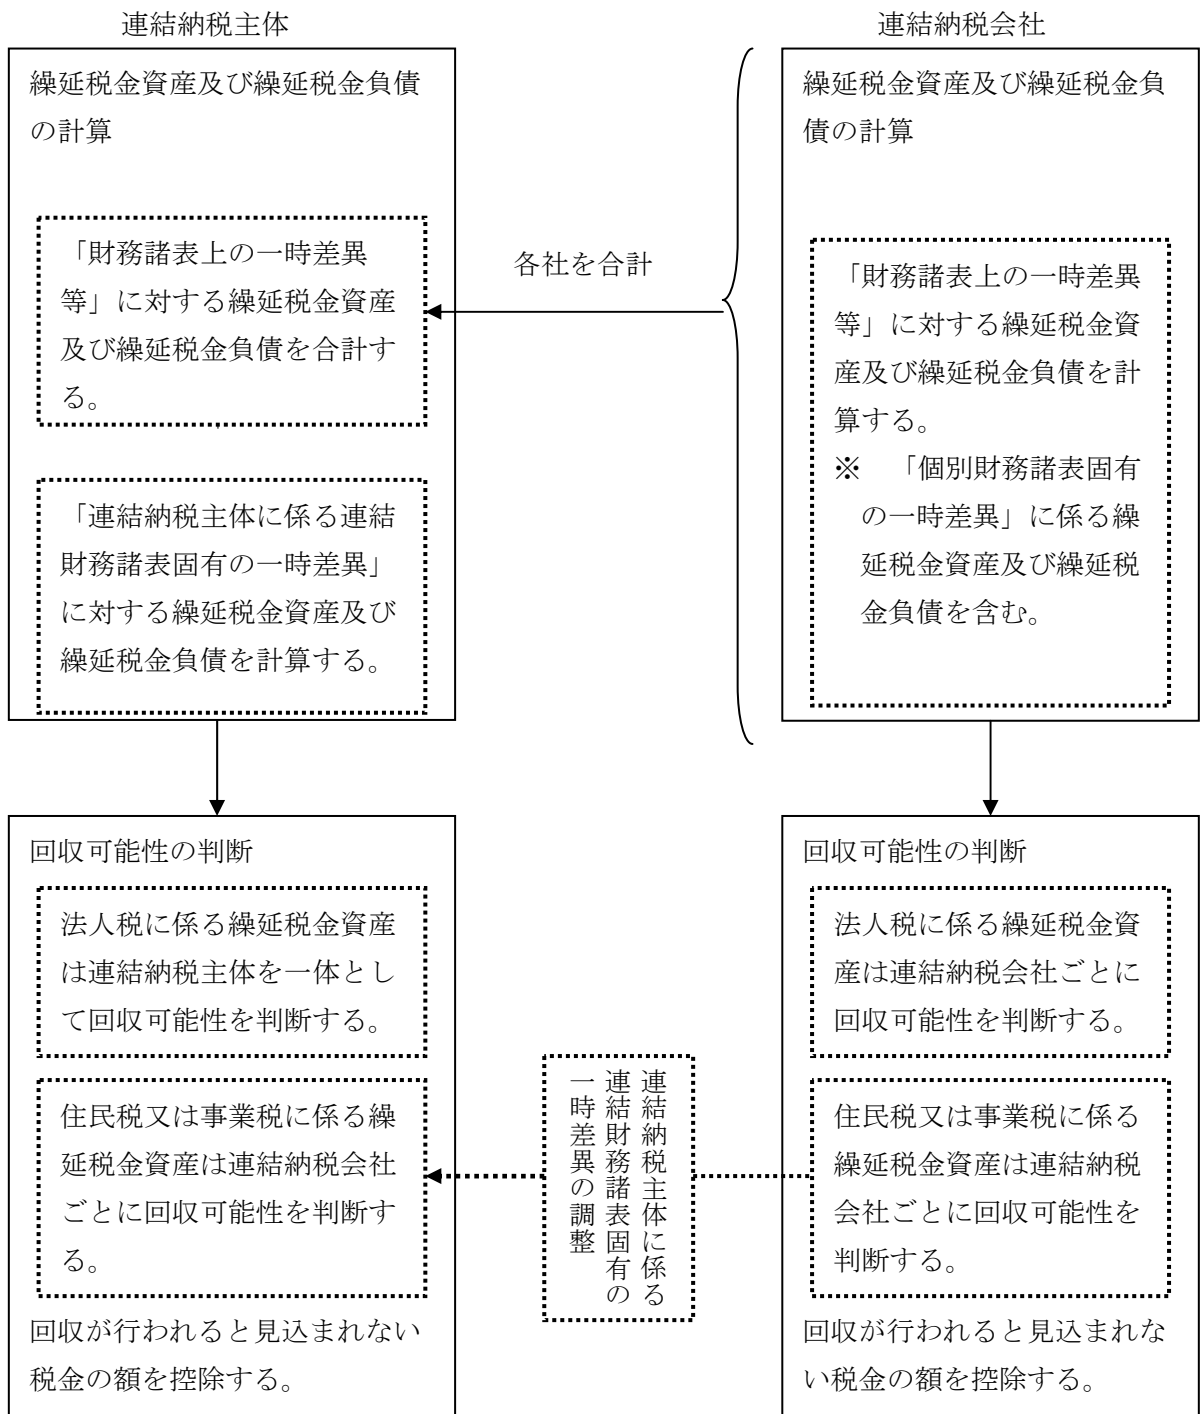 連結納税主体
繰延税金資産及び繰延税金負債
の計算
「財務諸表上の一時差異
等」に対する繰延税金資産
及び繰延税金負債を合計す
る。
「連結納税主体に係る連結
財務諸表固有の一時差異」
に対する繰延税金資産及び
繰延税金負債を計算する。
各社を合計
連結納税会社
繰延税金資産及び繰延税金負
債の計算
「財務諸表上の一時差異
等」に対する繰延税金資
産及び繰延税金負債を計
算する。
※ 「個別財務諸表固有
の一時差異」に係る繰
延税金資産及び繰延税
金負債を含む。
回収可能性の判断
法人税に係る繰延税金資産
は連結納税主体を一体とし
て回収可能性を判断する。
住民税又は事業税に係る繰
延税金資産は連結納税会社
ごとに回収可能性を判断す
る。
回収が行われると見込まれない
税金の額を控除する。
連結納税主体に係る
連結財務諸表固有の
一時差異の調整
回収可能性の判断
法人税に係る繰延税金資
産は連結納税会社ごとに
回収可能性を判断する。
住民税又は事業税に係る
繰延税金資産は連結納税
会社ごとに回収可能性を
判断する。
回収が行われると見込まれな
い税金の額を控除する。